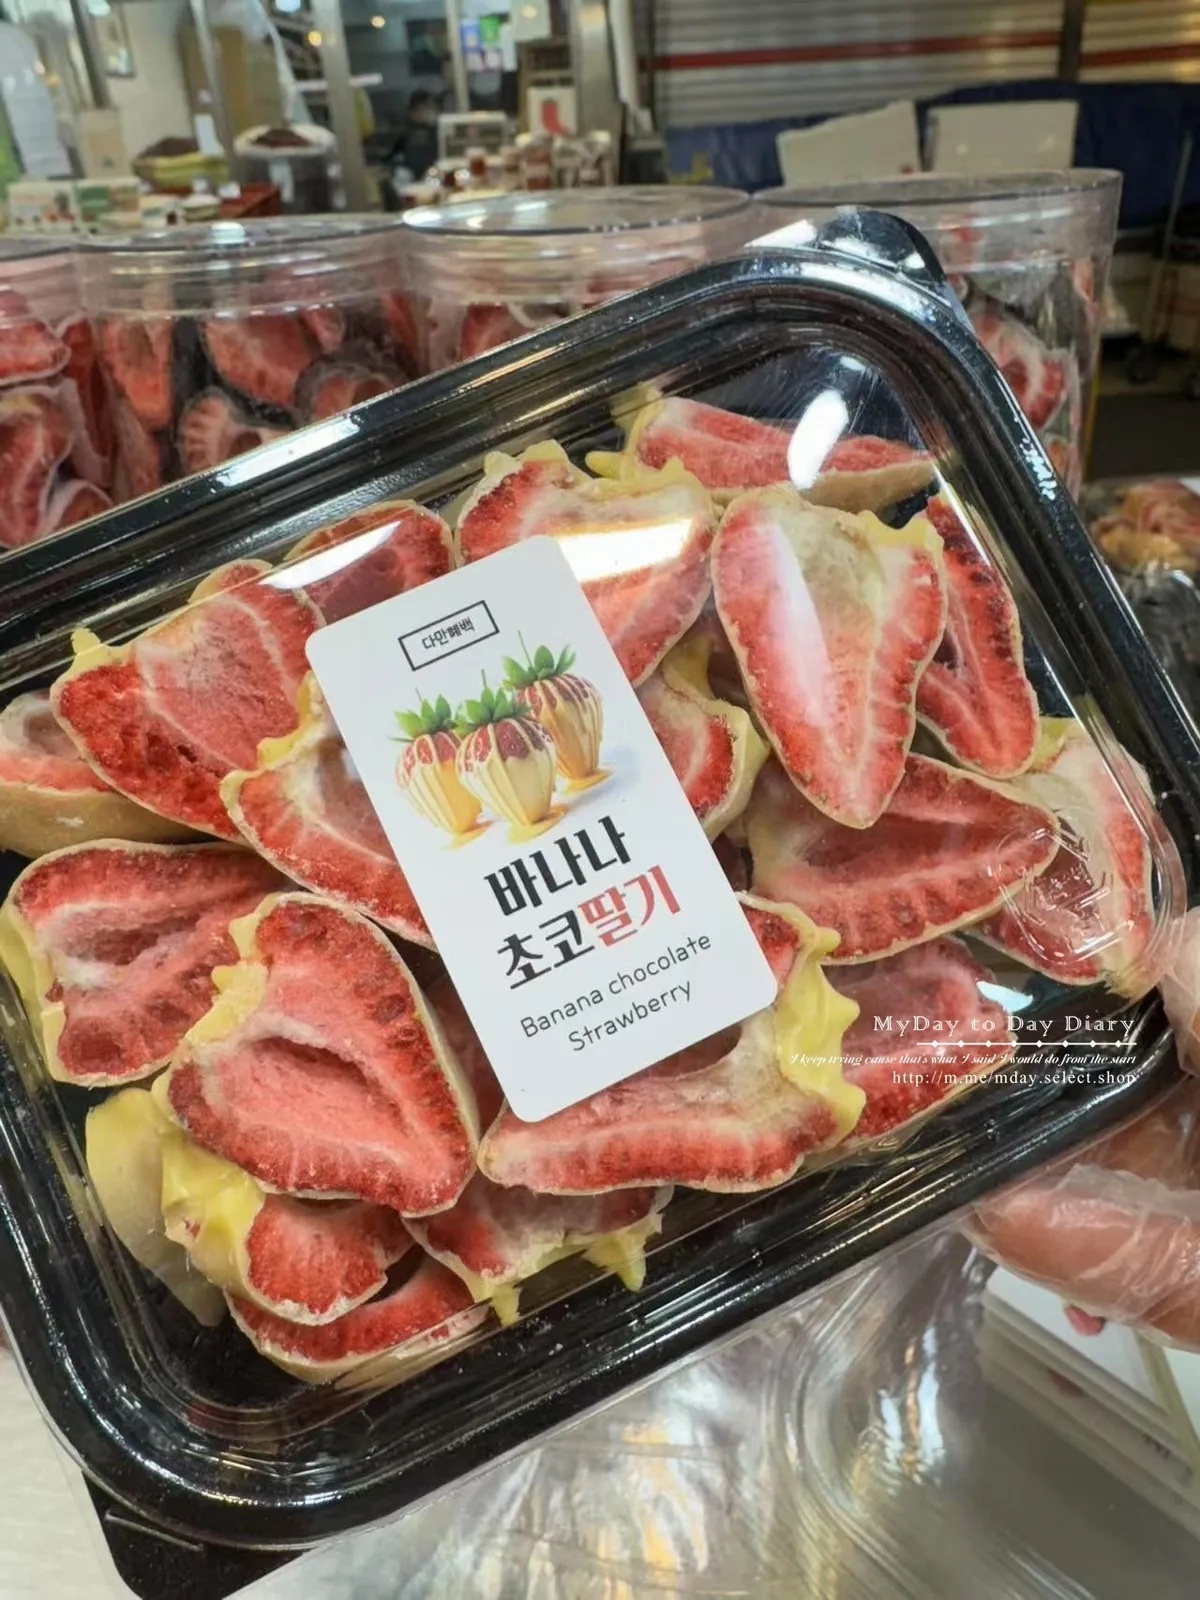 다만폐백
바나나
초코딸기
Banana chocolate
Strawberry
MyDay to Day Diary
I keep trying cause that's what I said I would do from the start
http://m.me/mday.select.shop